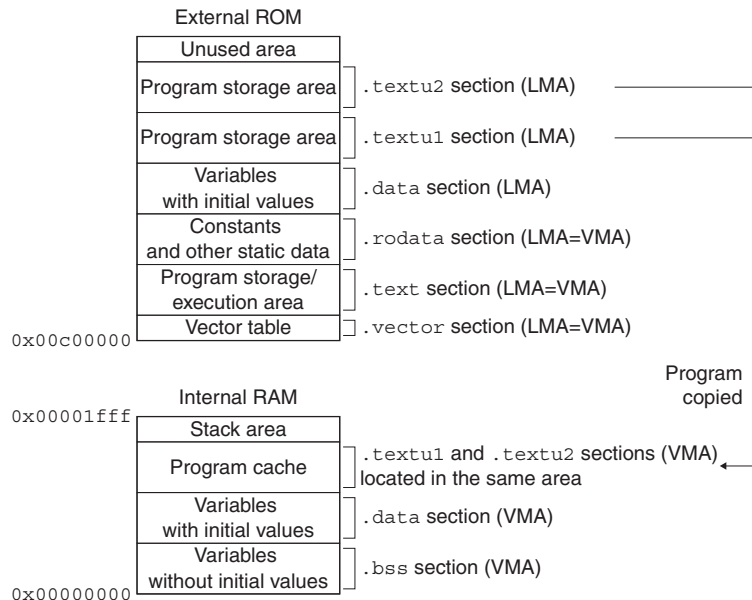 External ROM
Unused area
Program storage area
.textu2 section (LMA)
Program storage area
.textu1 section (LMA)
Variables
with initial values
.data section (LMA)
Constants
and other static data
.rodata section (LMA=VMA)
Program storage/
execution area
.text section (LMA=VMA)
Vector table
.vector section (LMA=VMA)
0x00c00000
Program
copied
Internal RAM
0x00001fff
Stack area
Program cache
.textu1 and .textu2 sections (VMA)
located in the same area
Variables
with initial values
.data section (VMA)
Variables
without initial values
.bss section (VMA)
0x00000000